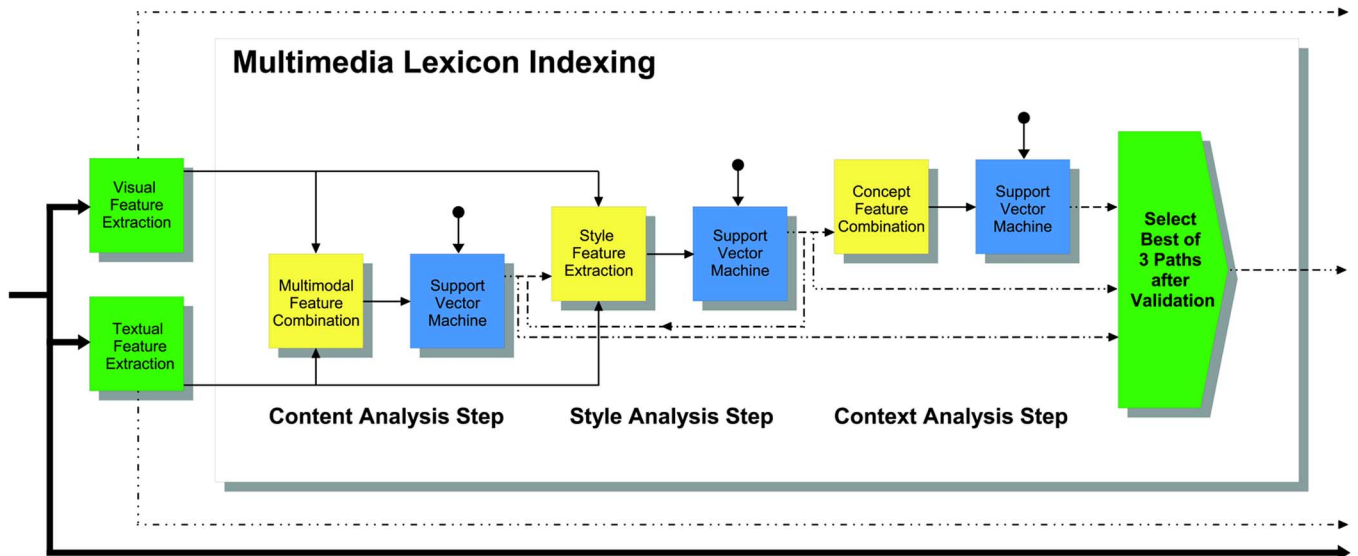 Multimedia Lexicon Indexing
Visual
Feature
Extraction
Textual
Feature
Extraction
Multimodal
Feature
Combination
Support
Vector
Machine
Style
Feature
Extraction
Support
Vector
Machine
Concept
Feature
Combination
Support
Vector
Machine
Select
Best of
3 Paths
after
Validation
Content Analysis Step
Style Analysis Step
Context Analysis Step